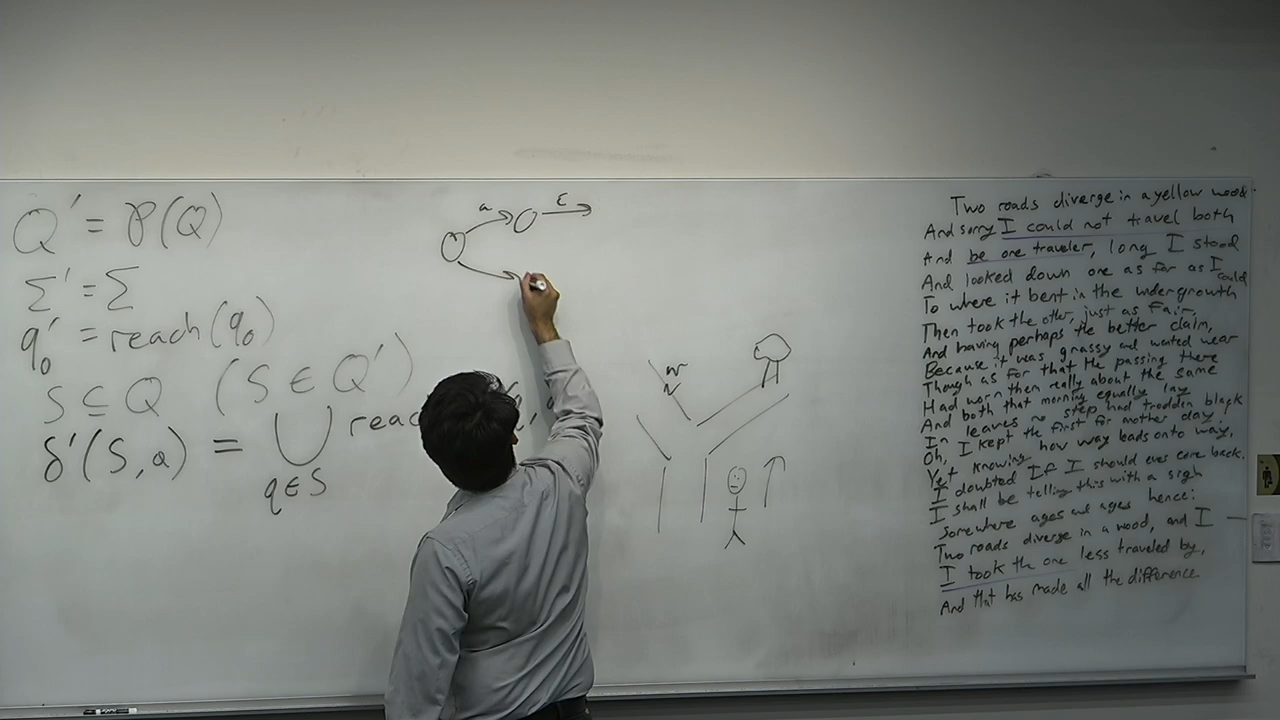 Q' = P(Q)
Σ' = Σ
q₀' = reach(q₀)
S ⊆ Q (S ∈ Q')
δ'(S,a) = ⋃ reac
q∈S
a
ε
Two roads diverge in a yellow wood
And sorry I could not travel both
And be one traveler, long I stood
And looked down one as far as I could
To where it bent in the undergrowth
Then took the other, just as fair,
And having perhaps the better claim,
Because it was grassy and wanted wear
Though as for that the passing there
Had worn them really about the same
And both that morning equally lay
In leaves no step had trodden black
Oh, I kept the first for another day.
Yet knowing how way leads onto way,
I doubted If I should ever come back.
I shall be telling this with a sigh
Somewhere ages and ages hence:
Two roads diverge in a wood, and I
I took the one less traveled by,
And that has made all the difference